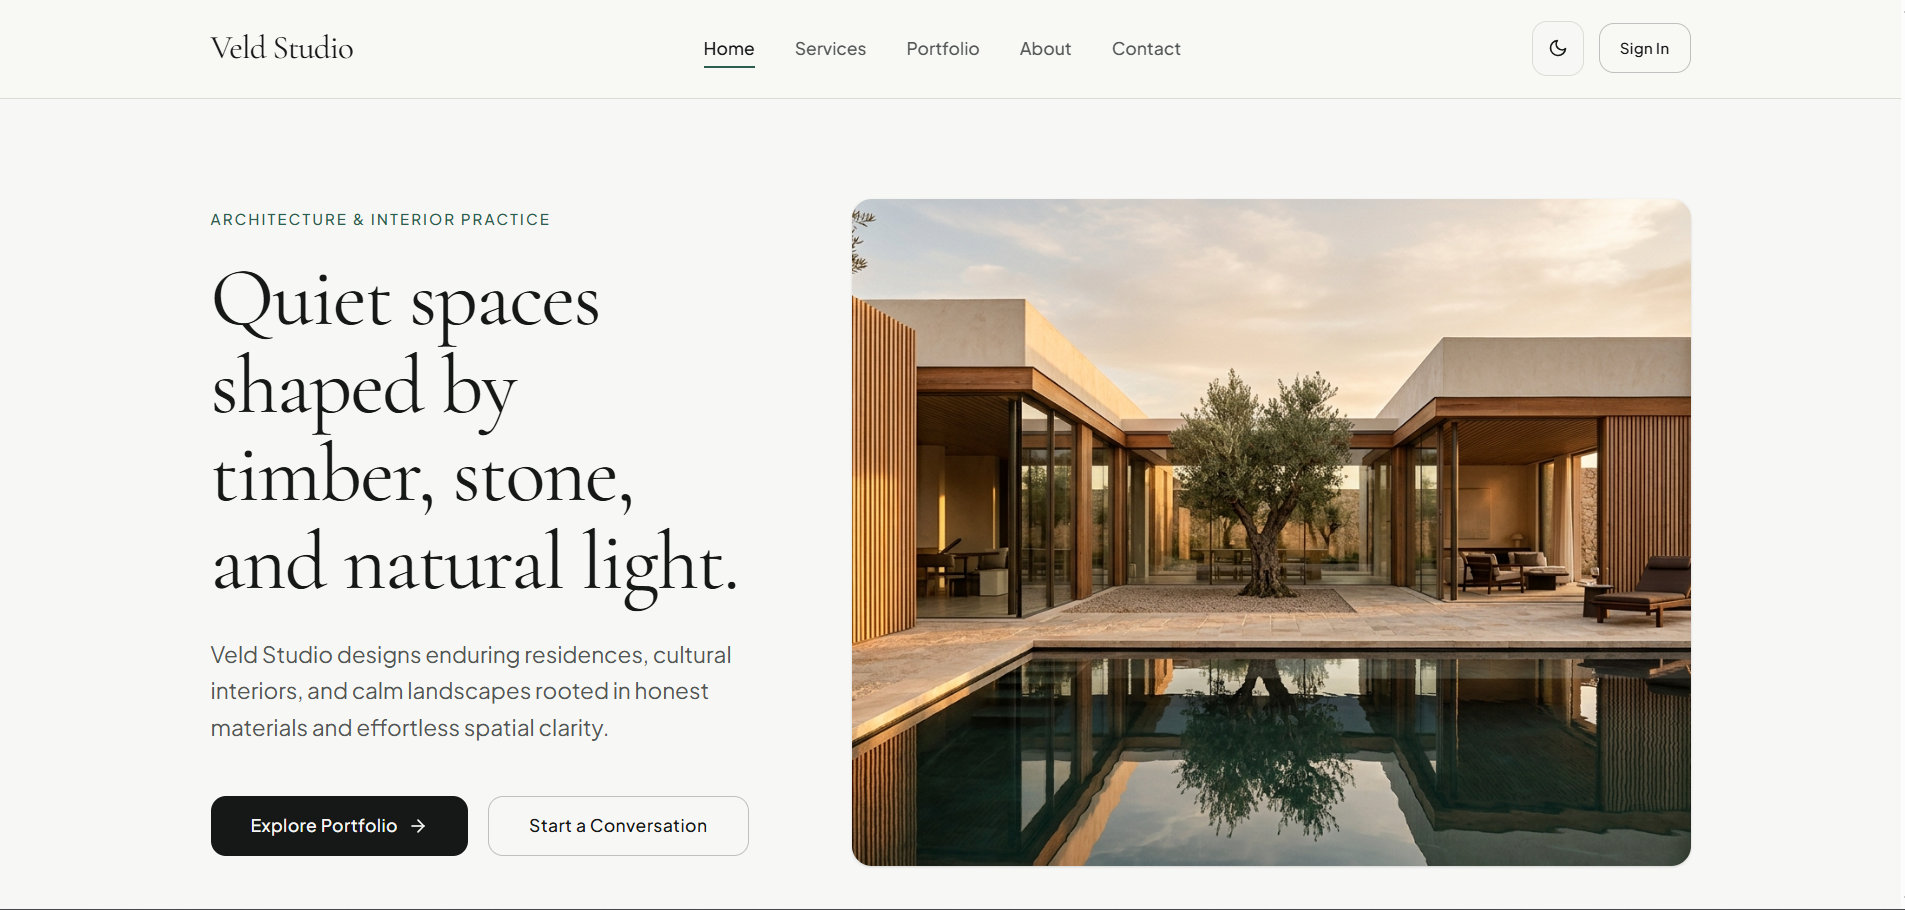 Veld Studio
Home Services Portfolio About Contact
Sign In
ARCHITECTURE & INTERIOR PRACTICE
Quiet spaces
shaped by
timber, stone,
and natural light.
Veld Studio designs enduring residences, cultural
interiors, and calm landscapes rooted in honest
materials and effortless spatial clarity.
Explore Portfolio →
Start a Conversation